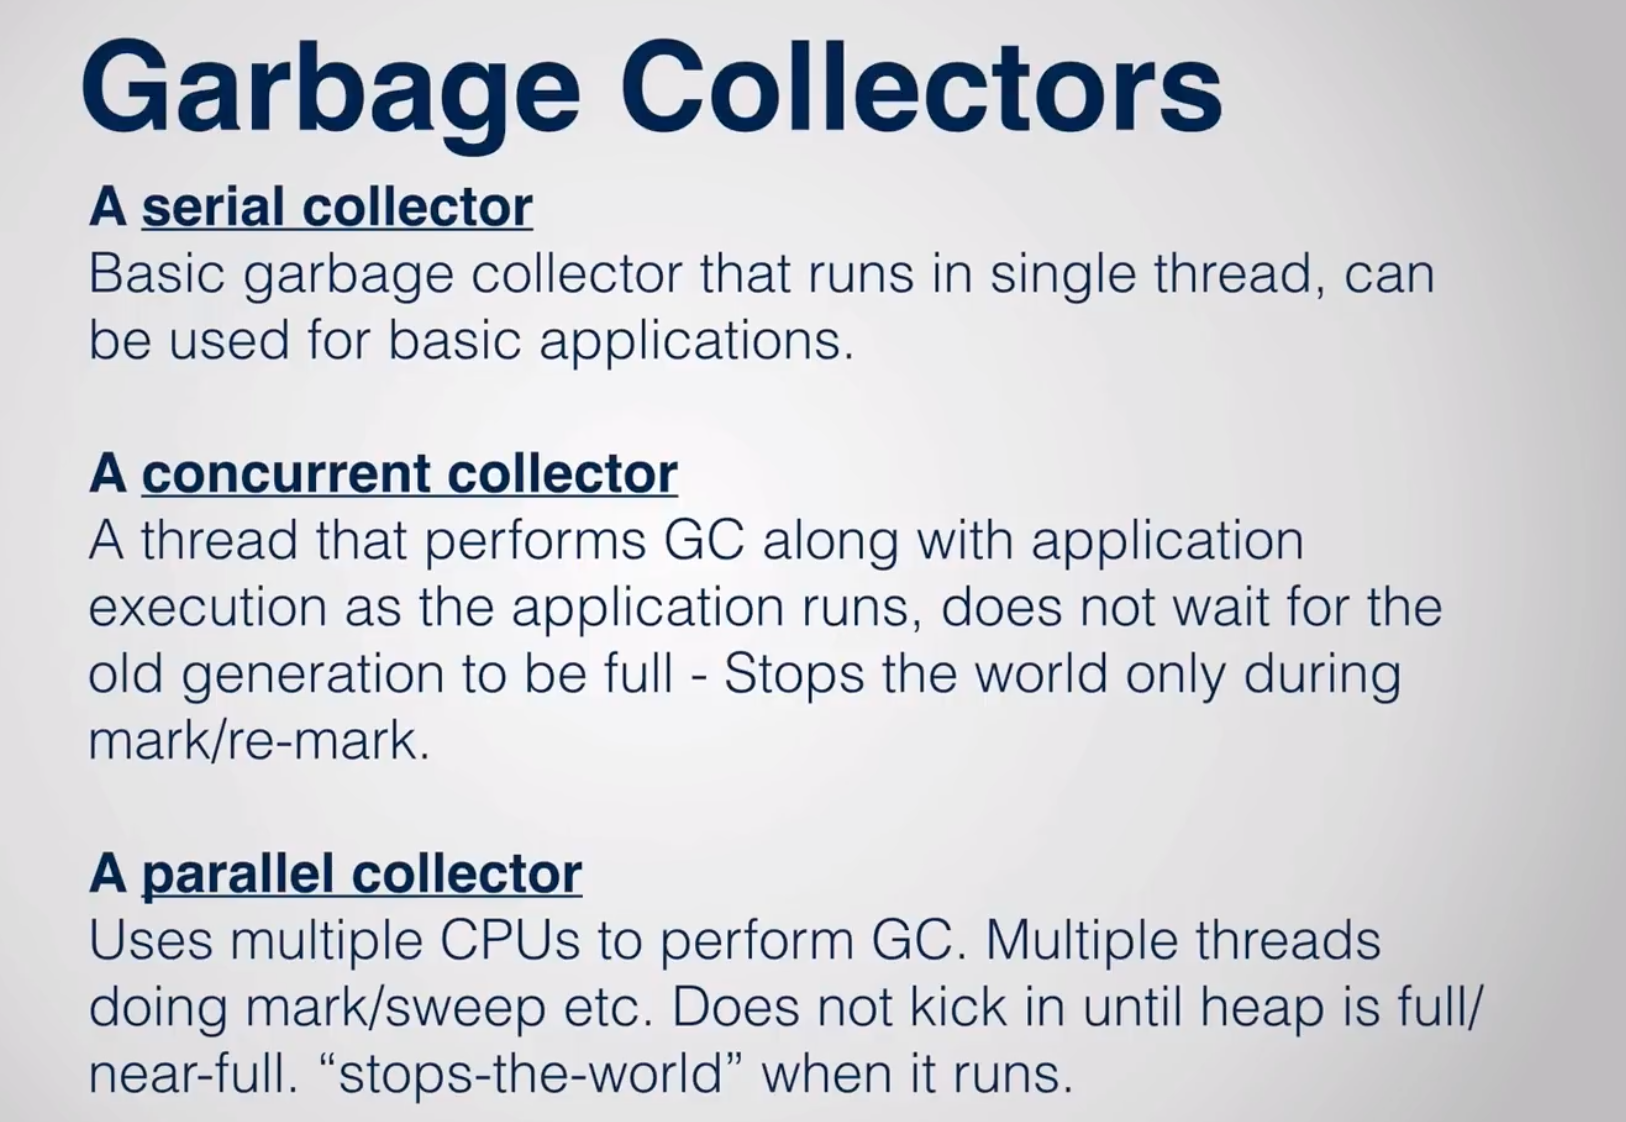 Garbage Collectors
A serial collector
Basic garbage collector that runs in single thread, can
be used for basic applications.
A concurrent collector
A thread that performs GC along with application
execution as the application runs, does not wait for the
old generation to be full - Stops the world only during
mark/re-mark.
A parallel collector
Uses multiple CPUs to perform GC. Multiple threads
doing mark/sweep etc. Does not kick in until heap is full/
near-full. “stops-the-world” when it runs.